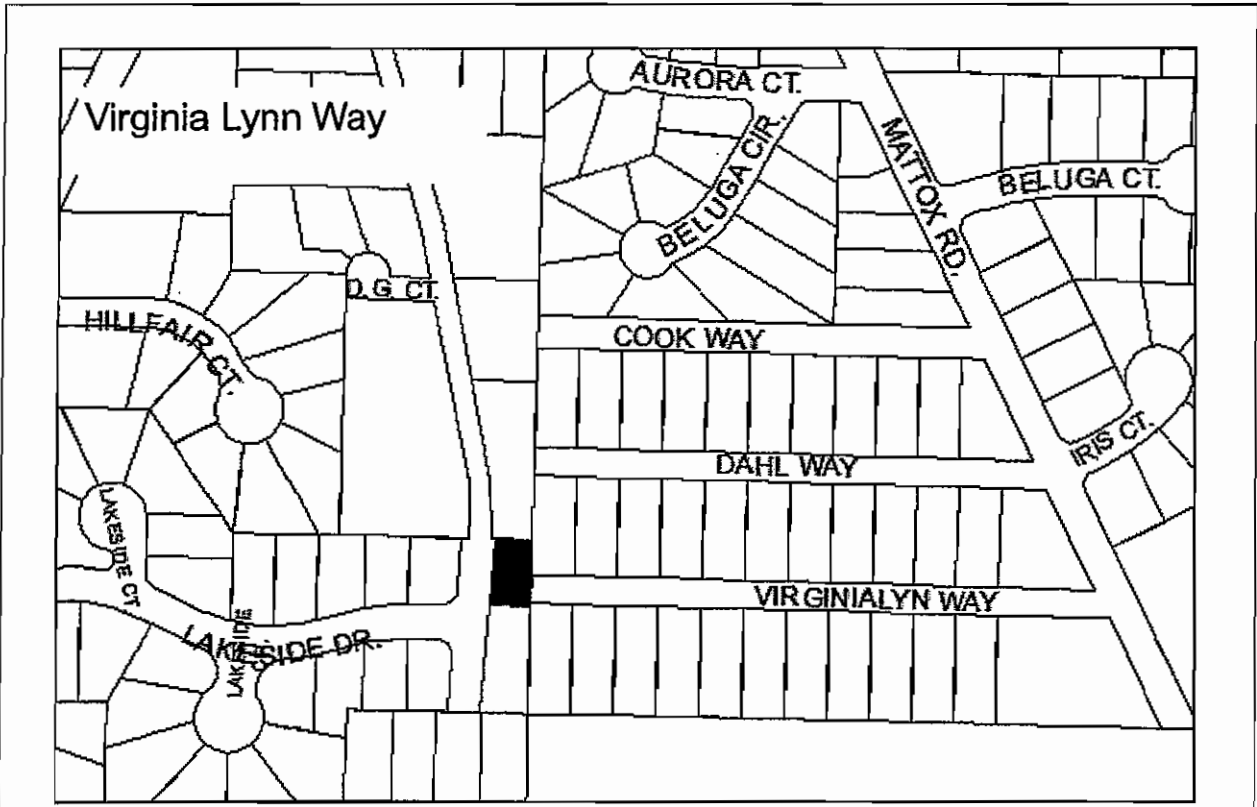 Virginia Lynn Way
AURORA CT.
BELUGA CIR.
MATTOX RD.
BELUGA CT.
D. G. CT.
HILLFAIR CT.
COOK WAY
IRIS CT.
DAHL WAY
LAKESIDE CT.
VIRGINIALYN WAY
LAKESIDE DR.
LAKESIDE